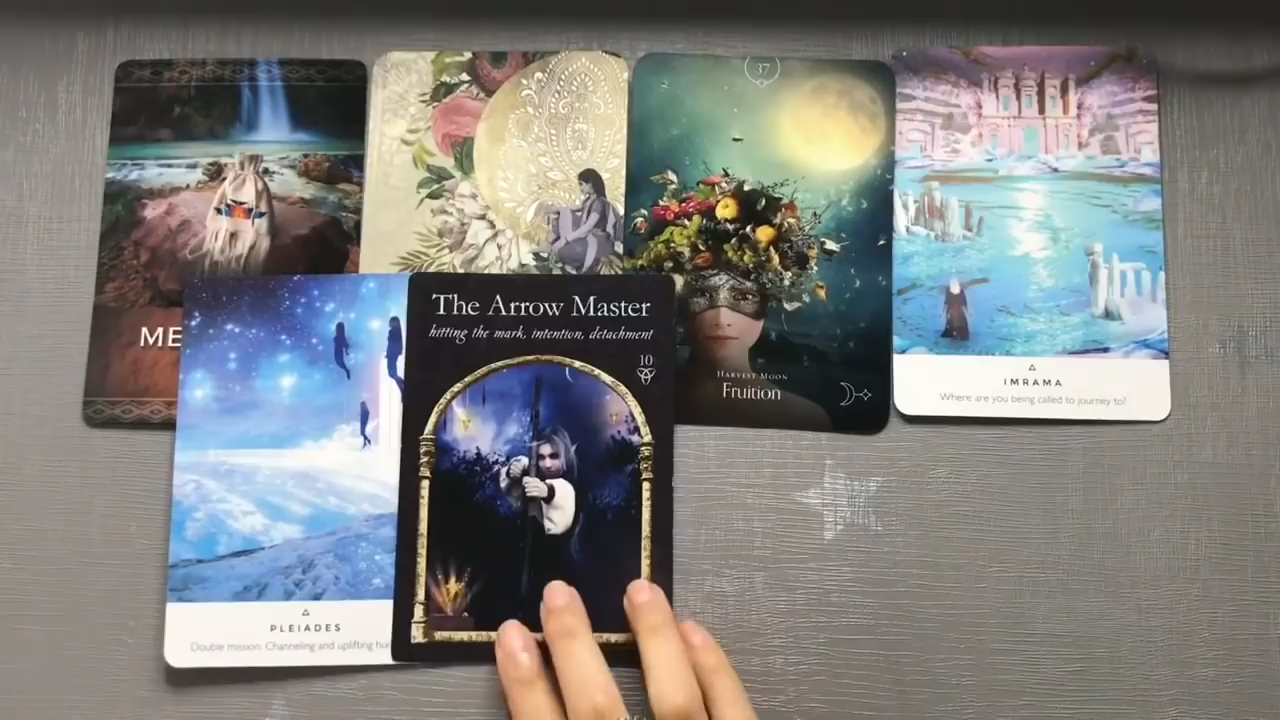 37
HARVEST MOON
Fruition
IMRAMA
Where are you being called to journey to?
ME
The Arrow Master
hitting the mark, intention, detachment
10
PLEIADES
Double mission. Channeling and uplifting hu